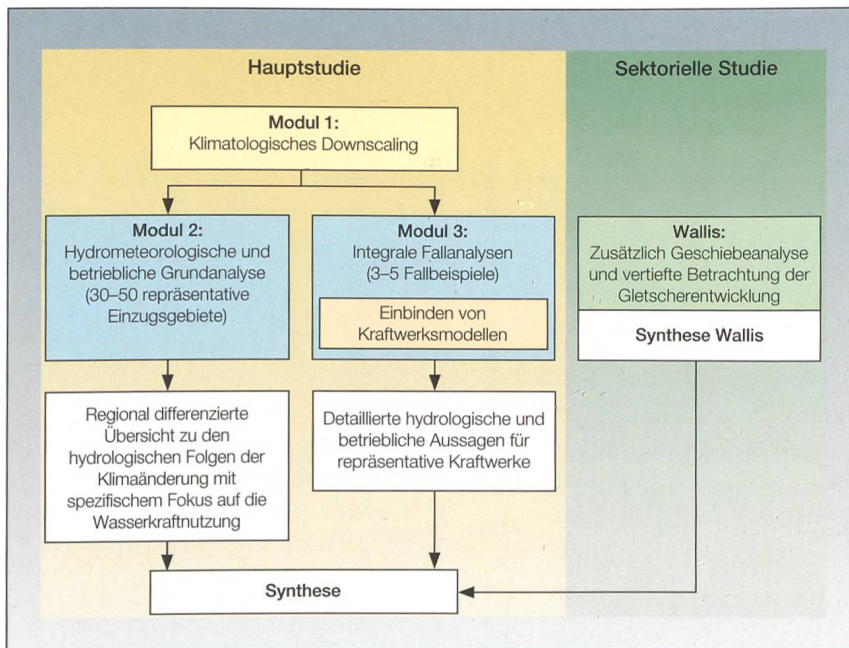 Hauptstudie
Sektorielle Studie
Modul 1:
Klimatologisches Downscaling
Modul 2:
Hydrometeorologische und
betriebliche Grundanalyse
(30–50 repräsentative
Einzugsgebiete)
Modul 3:
Integrale Fallanalysen
(3–5 Fallbeispiele)
Einbinden von
Kraftwerksmodellen
Wallis:
Zusätzlich Geschiebeanalyse
und vertiefte Betrachtung der
Gletscherentwicklung
Synthese Wallis
Regional differenzierte
Übersicht zu den
hydrologischen Folgen der
Klimaänderung mit
spezifischem Fokus auf die
Wasserkraftnutzung
Detaillierte hydrologische und
betriebliche Aussagen für
repräsentative Kraftwerke
Synthese